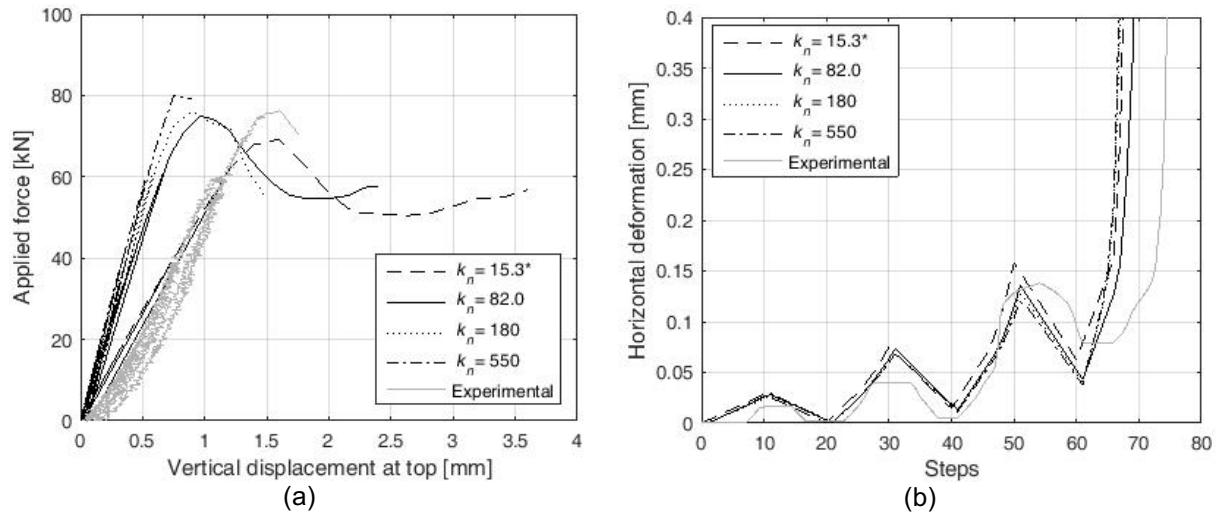 100
80
60
40
20
0
Applied force [kN]
0
0.5
1
1.5
2
2.5
3
3.5
4
Vertical displacement at top [mm]
k_n = 15.3*
k_n = 82.0
k_n = 180
k_n = 550
Experimental
(a)
0.4
0.35
0.3
0.25
0.2
0.15
0.1
0.05
0
Horizontal deformation [mm]
0
10
20
30
40
50
60
70
80
Steps
k_n = 15.3*
k_n = 82.0
k_n = 180
k_n = 550
Experimental
(b)